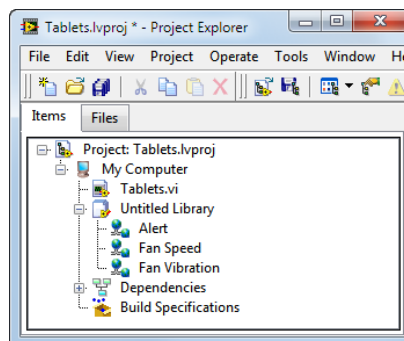 Tablets.lvproj * - Project Explorer
File Edit View Project Operate Tools Window
Items Files
Project: Tablets.lvproj
My Computer
Tablets.vi
Untitled Library
Alert
Fan Speed
Fan Vibration
Dependencies
Build Specifications